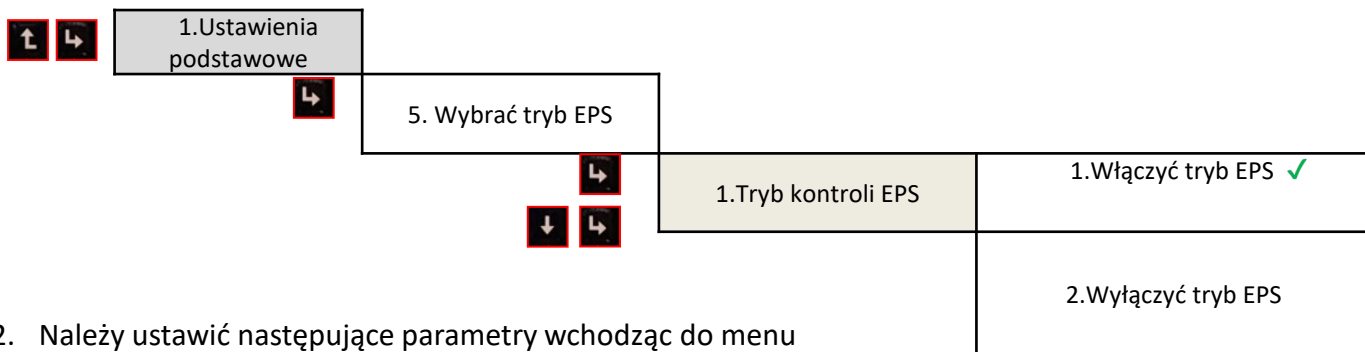 1.Ustawienia
podstawowe
5. Wybrać tryb EPS
1.Tryb kontroli EPS
1.Włączyć tryb EPS ✓
2.Wyłączyć tryb EPS
2. Należy ustawić następujące parametry wchodząc do menu